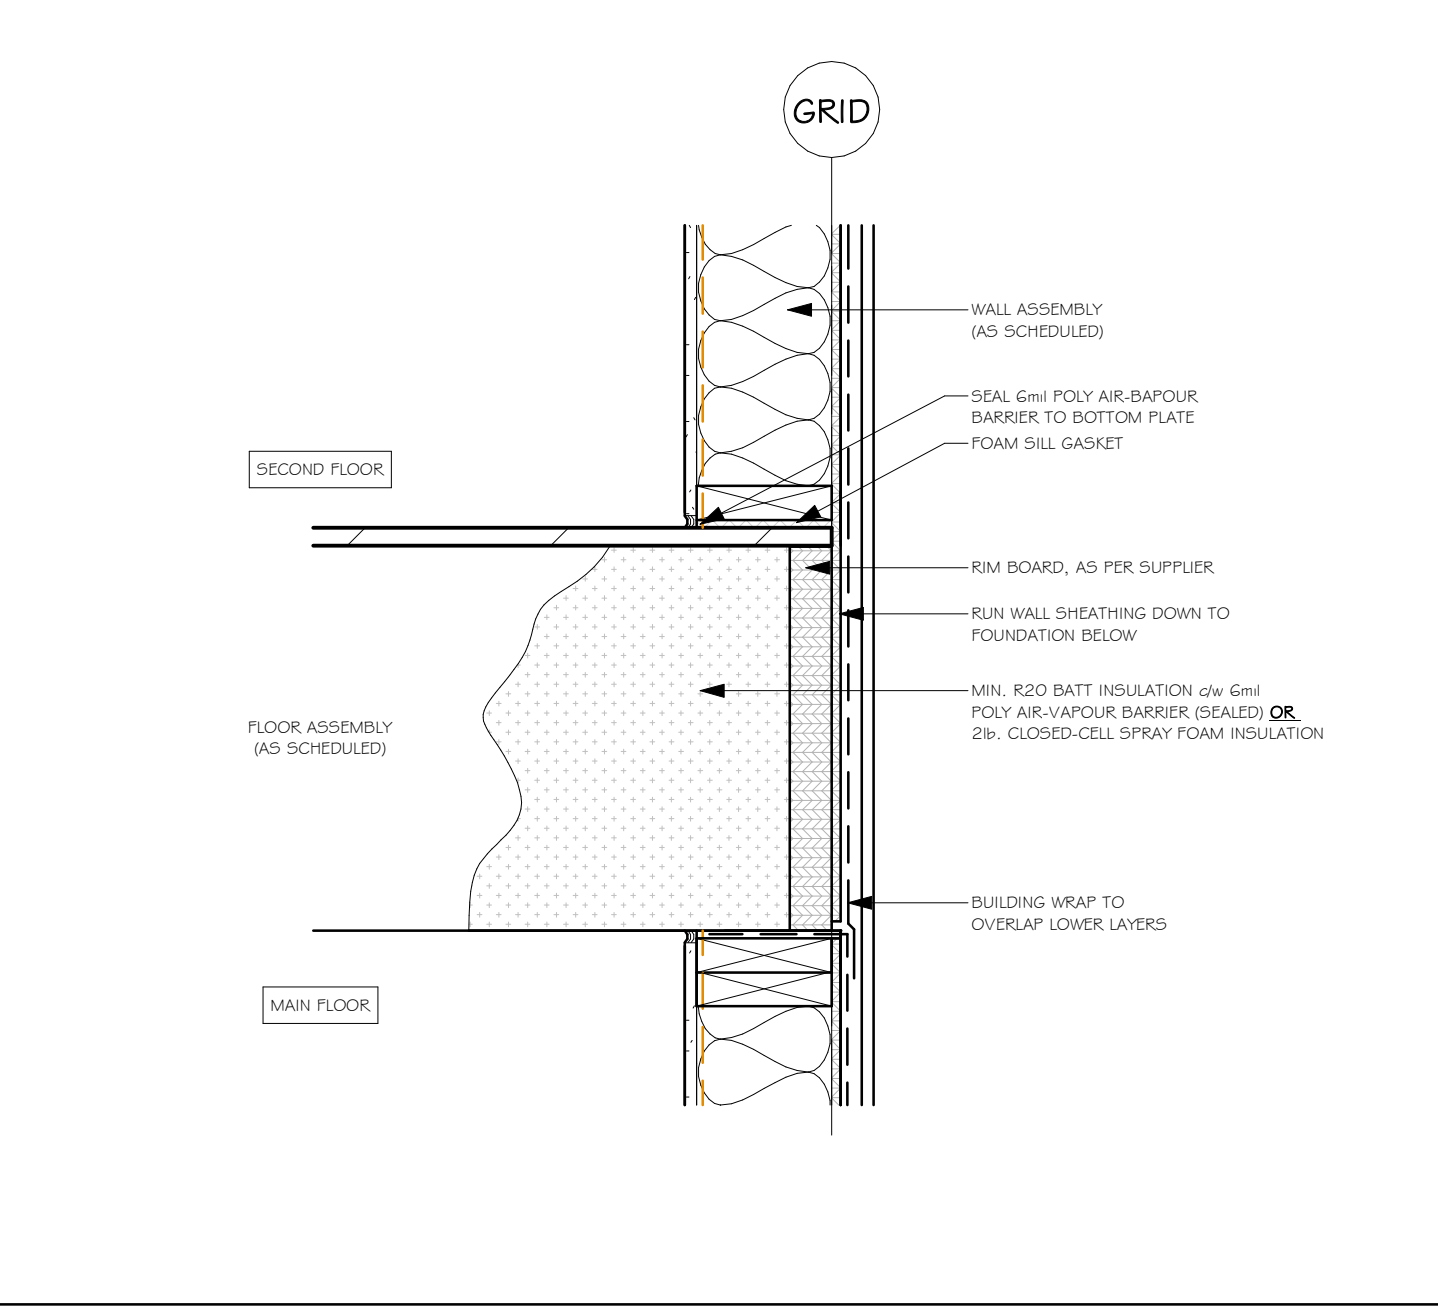 GRID
WALL ASSEMBLY
(AS SCHEDULED)
SEAL 6mil POLY AIR-BAPOUR
BARRIER TO BOTTOM PLATE
FOAM SILL GASKET
SECOND FLOOR
RIM BOARD, AS PER SUPPLIER
RUN WALL SHEATHING DOWN TO
FOUNDATION BELOW
MIN. R20 BATT INSULATION c/w 6mil
POLY AIR-VAPOUR BARRIER (SEALED) OR
2lb. CLOSED-CELL SPRAY FOAM INSULATION
FLOOR ASSEMBLY
(AS SCHEDULED)
BUILDING WRAP TO
OVERLAP LOWER LAYERS
MAIN FLOOR